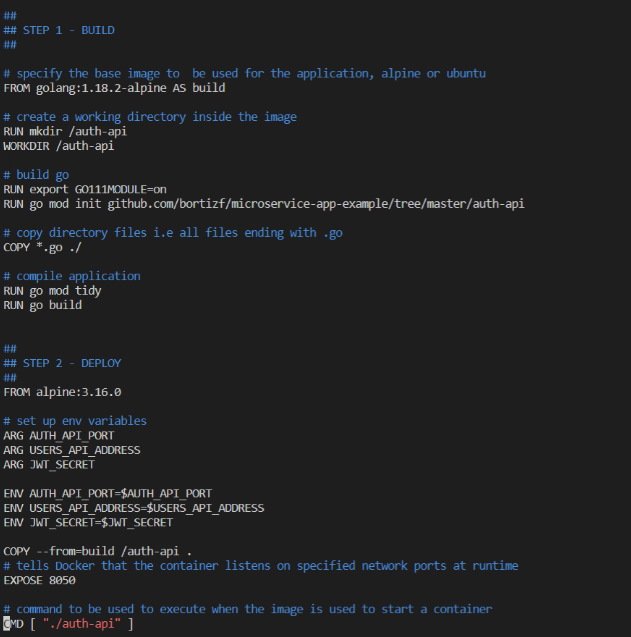 ##
## STEP 1 - BUILD
##
# specify the base image to  be used for the application, alpine or ubuntu
FROM golang:1.18.2-alpine AS build
# create a working directory inside the image
RUN mkdir /auth-api
WORKDIR /auth-api
# build go
RUN export GO111MODULE=on
RUN go mod init github.com/bortizf/microservice-app-example/tree/master/auth-api
# copy directory files i.e all files ending with .go
COPY *.go ./
# compile application
RUN go mod tidy
RUN go build
##
## STEP 2 - DEPLOY
##
FROM alpine:3.16.0
# set up env variables
ARG AUTH_API_PORT
ARG USERS_API_ADDRESS
ARG JWT_SECRET
ENV AUTH_API_PORT=$AUTH_API_PORT
ENV USERS_API_ADDRESS=$USERS_API_ADDRESS
ENV JWT_SECRET=$JWT_SECRET
COPY --from=build /auth-api .
# tells Docker that the container listens on specified network ports at runtime
EXPOSE 8050
# command to be used to execute when the image is used to start a container
CMD [ "./auth-api" ]